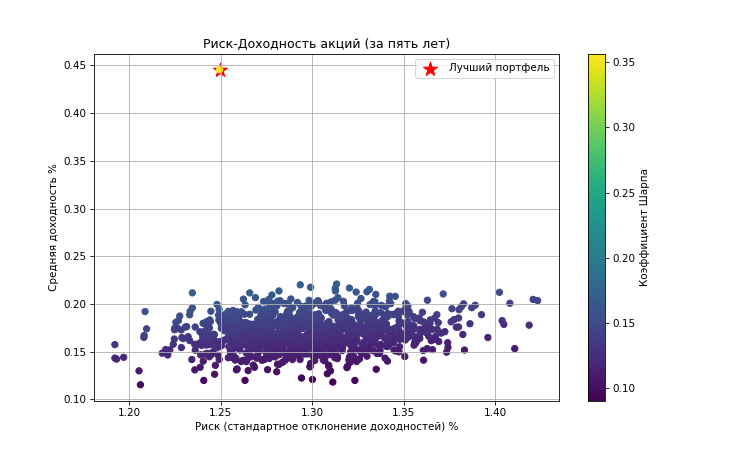 Риск-Доходность акций (за пять лет)
Лучший портфель
Средняя доходность %
0.45
0.40
0.35
0.30
0.25
0.20
0.15
0.10
1.20 1.25 1.30 1.35 1.40
Риск (стандартное отклонение доходностей) %
0.35
0.30
0.25
0.20
0.15
0.10
Коэффициент Шарпа